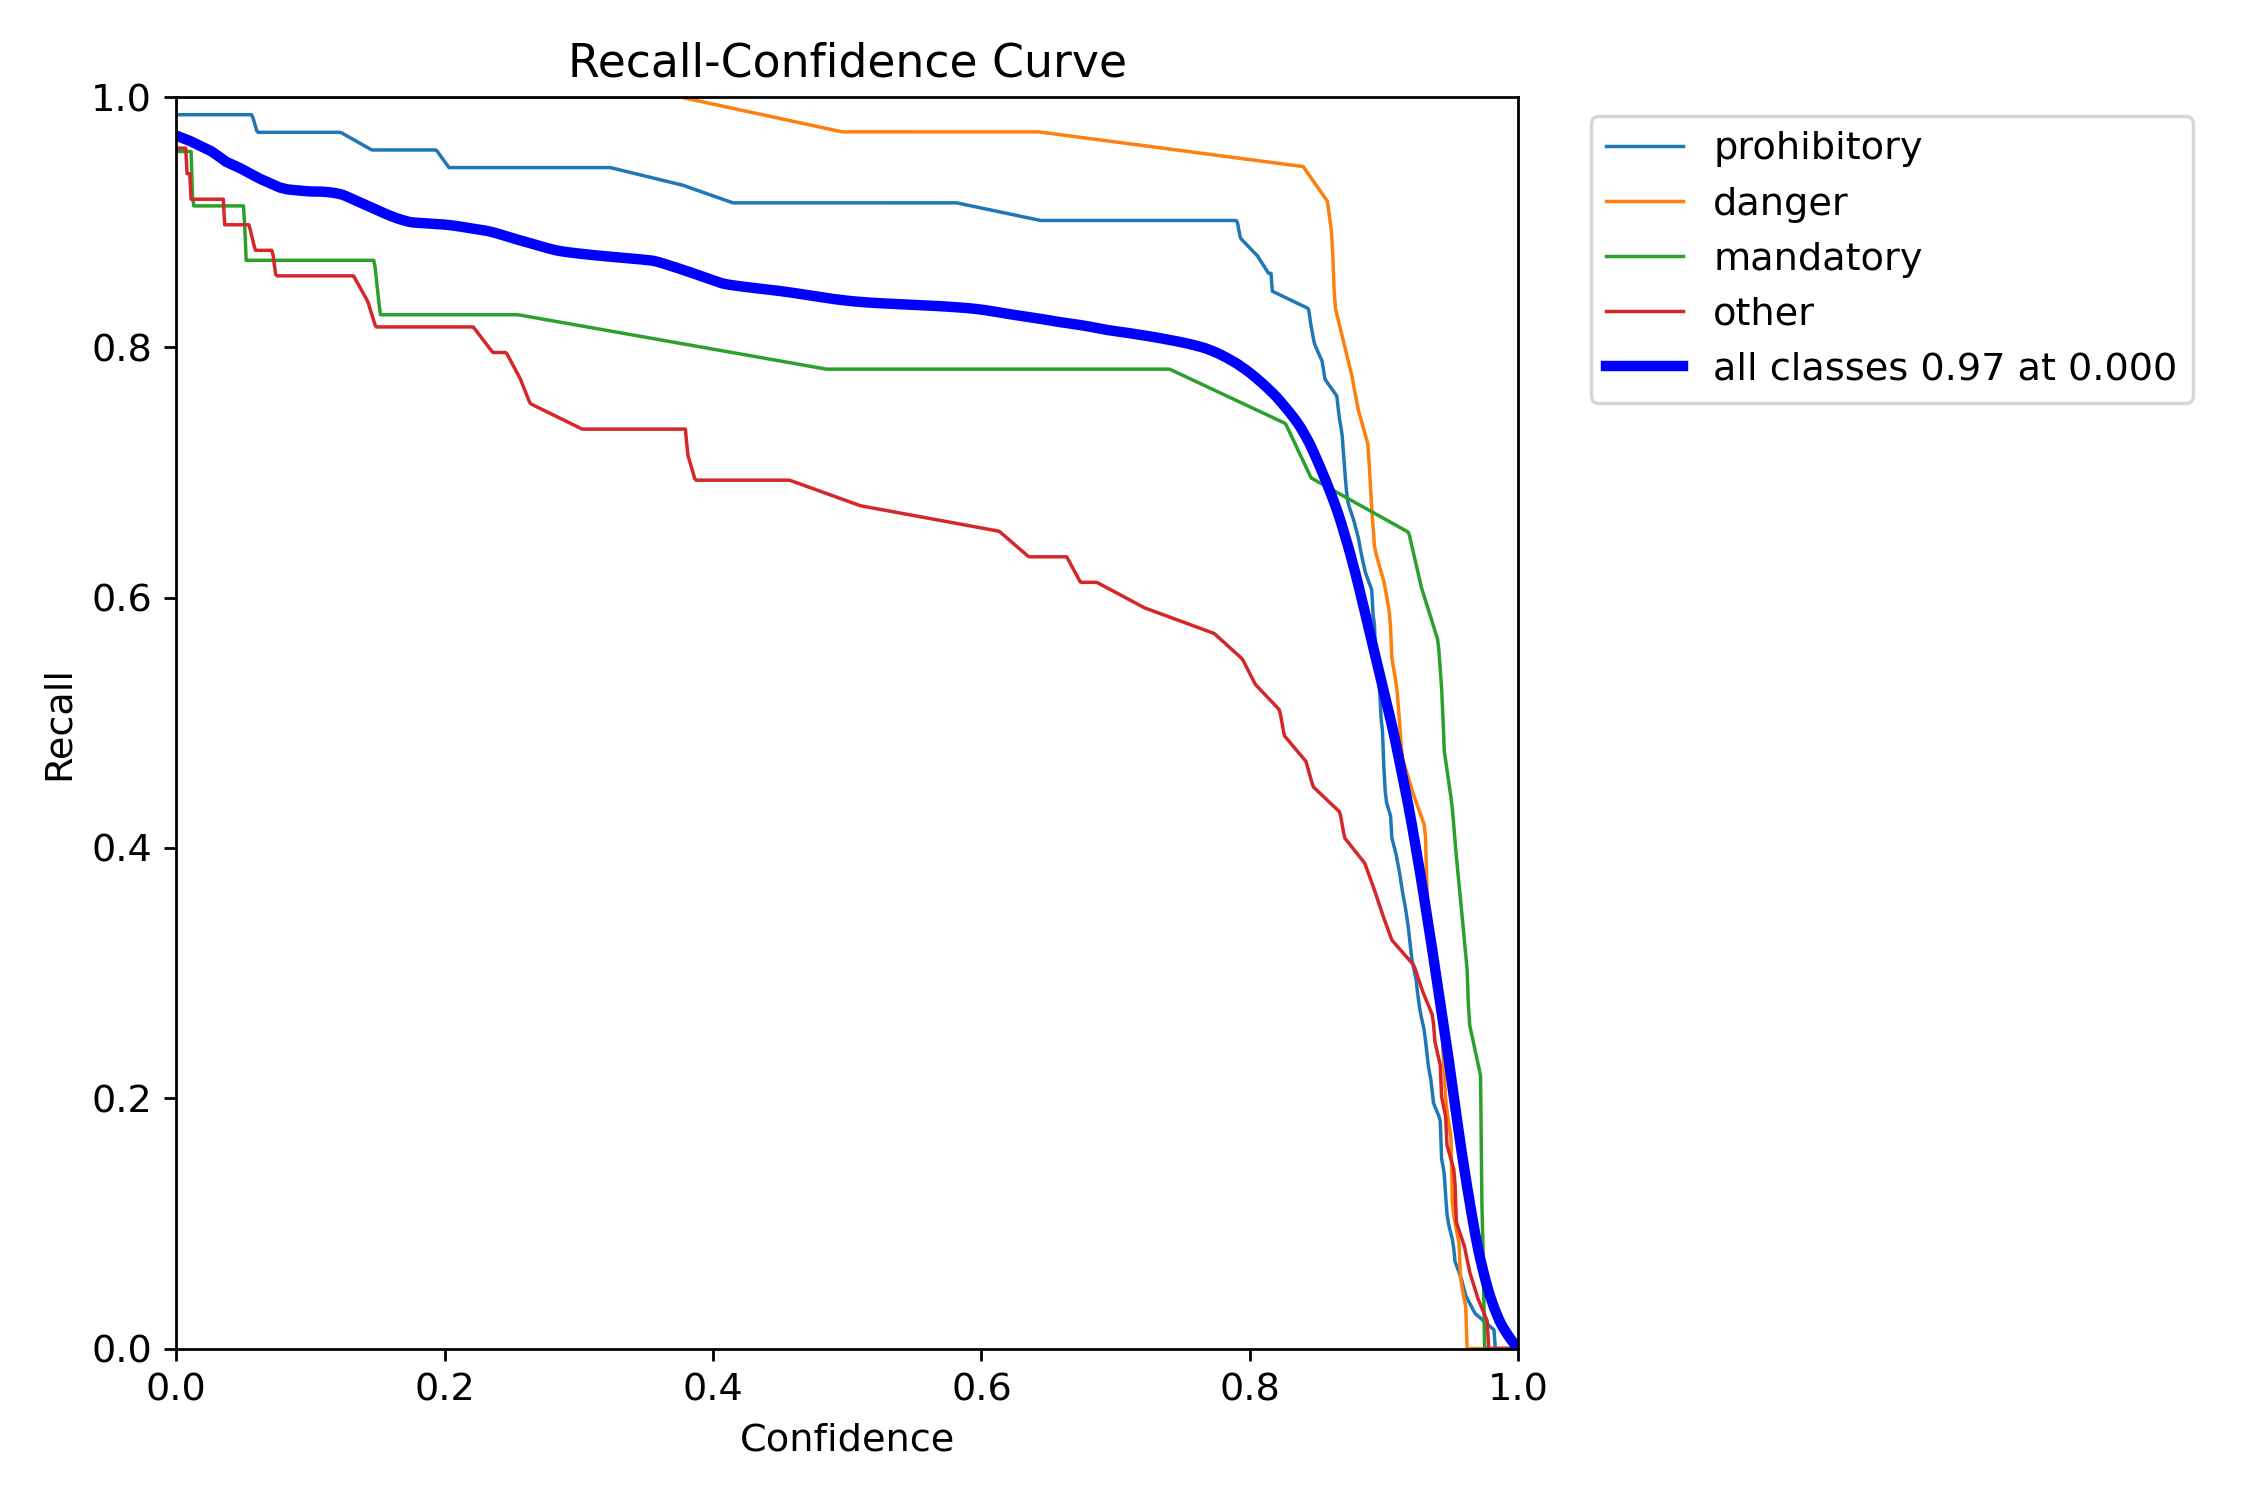 Recall-Confidence Curve
1.0
0.8
0.6
0.4
0.2
0.0
Recall
0.0 0.2 0.4 0.6 0.8 1.0
Confidence
prohibitory
danger
mandatory
other
all classes 0.97 at 0.000